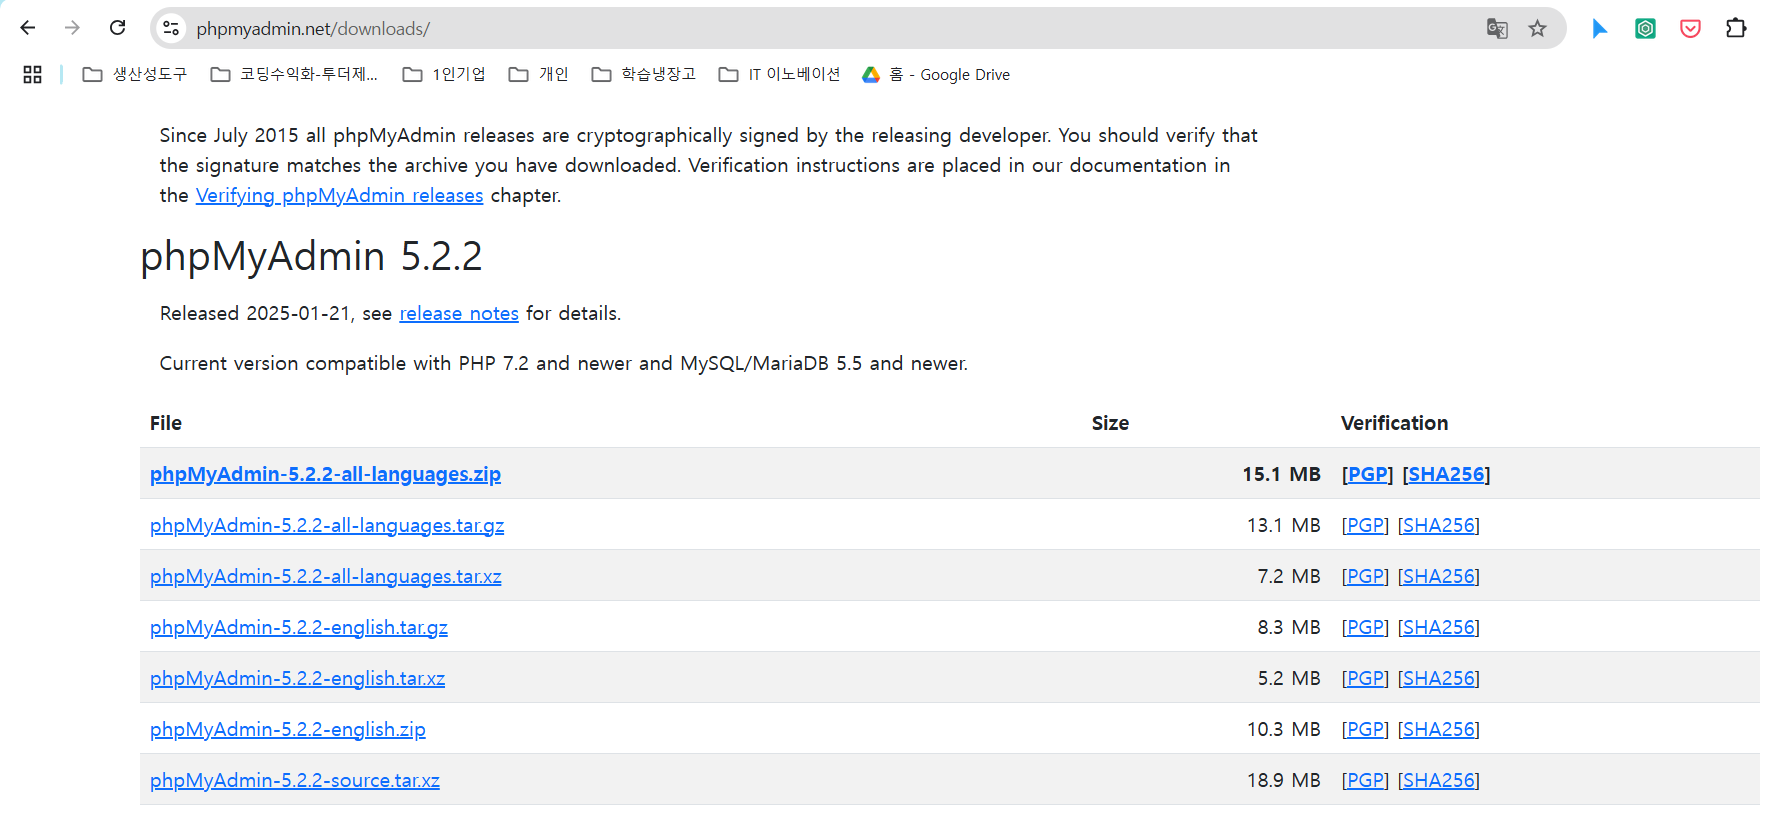 phpmyadmin.net/downloads/
생산성도구 코딩수익화-투더제... 1인기업 개인 학습냉장고 IT 이노베이션 홈 - Google Drive
Since July 2015 all phpMyAdmin releases are cryptographically signed by the releasing developer. You should verify that
the signature matches the archive you have downloaded. Verification instructions are placed in our documentation in
the Verifying phpMyAdmin releases chapter.
phpMyAdmin 5.2.2
Released 2025-01-21, see release notes for details.
Current version compatible with PHP 7.2 and newer and MySQL/MariaDB 5.5 and newer.
File Size Verification
phpMyAdmin-5.2.2-all-languages.zip 15.1 MB [PGP] [SHA256]
phpMyAdmin-5.2.2-all-languages.tar.gz 13.1 MB [PGP] [SHA256]
phpMyAdmin-5.2.2-all-languages.tar.xz 7.2 MB [PGP] [SHA256]
phpMyAdmin-5.2.2-english.tar.gz 8.3 MB [PGP] [SHA256]
phpMyAdmin-5.2.2-english.tar.xz 5.2 MB [PGP] [SHA256]
phpMyAdmin-5.2.2-english.zip 10.3 MB [PGP] [SHA256]
phpMyAdmin-5.2.2-source.tar.xz 18.9 MB [PGP] [SHA256]